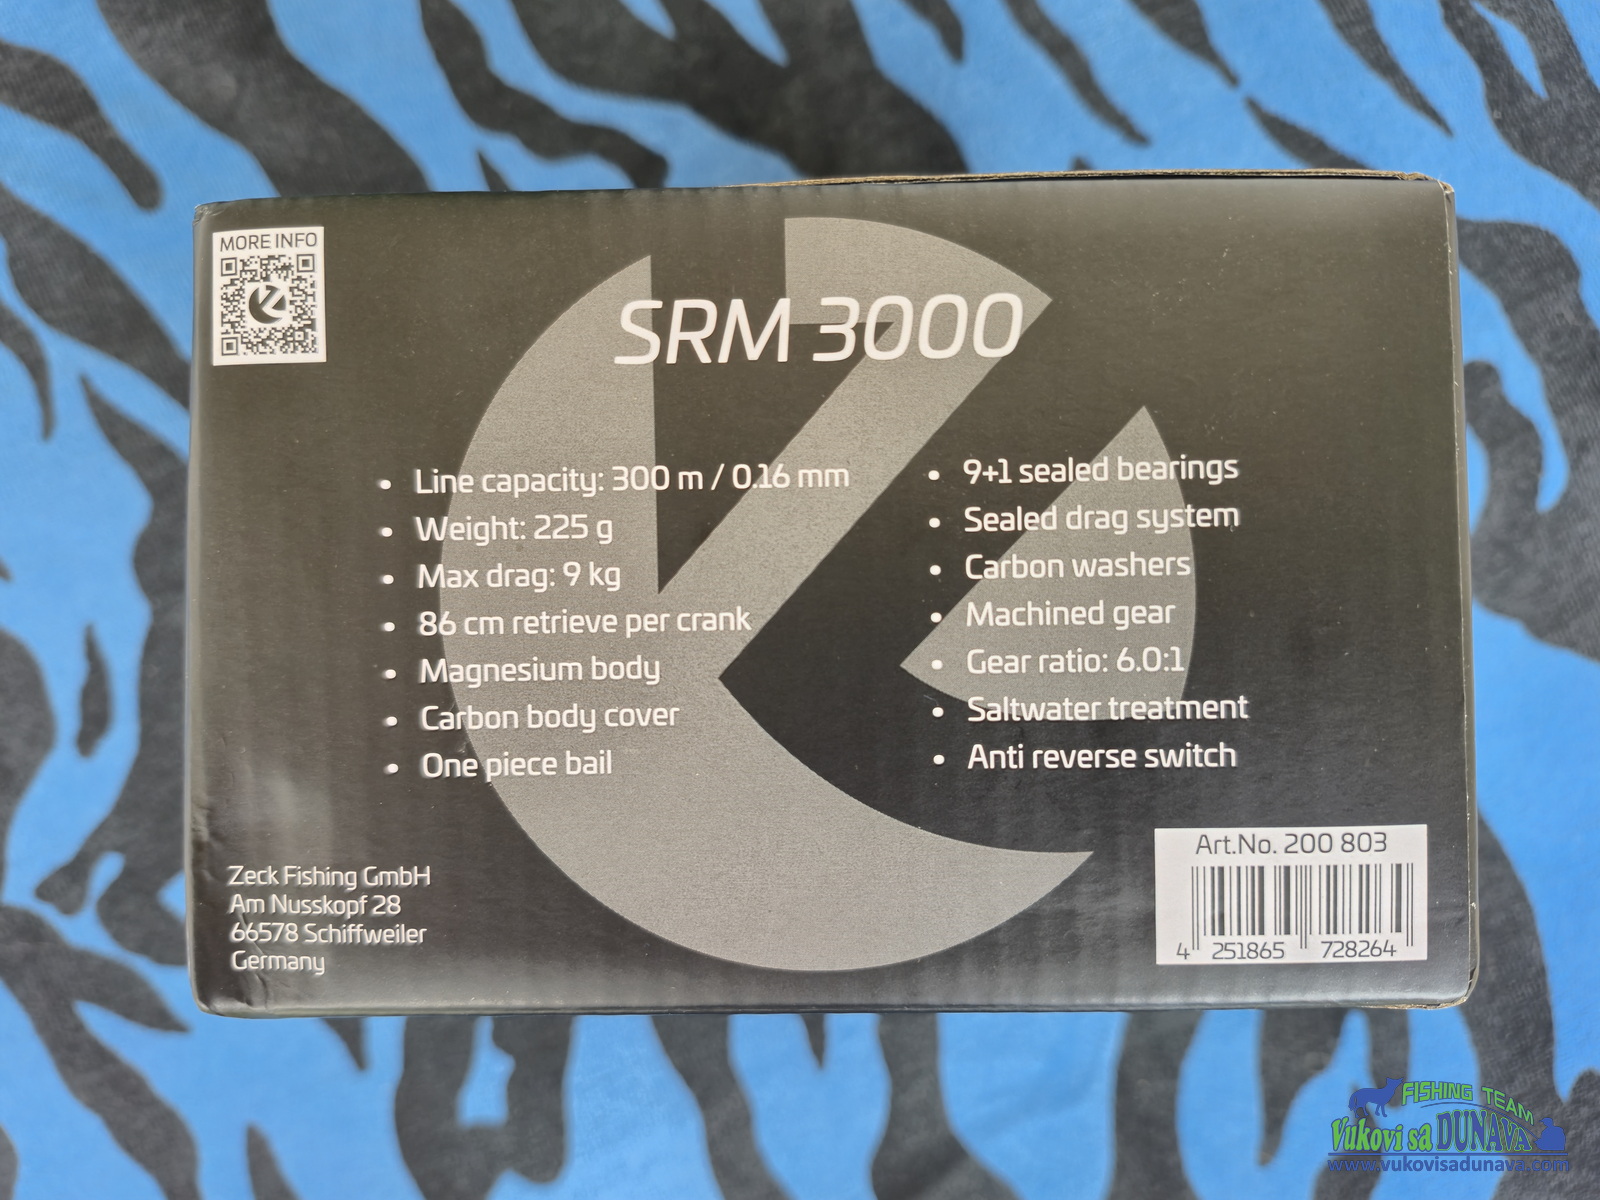 MORE INFO
SRM 3000
• Line capacity: 300 m / 0.16 mm
• Weight: 225 g
• Max drag: 9 kg
• 86 cm retrieve per crank
• Magnesium body
• Carbon body cover
• One piece bail
• 9+1 sealed bearings
• Sealed drag system
• Carbon washers
• Machined gear
• Gear ratio: 6.0:1
• Saltwater treatment
• Anti reverse switch
Zeck Fishing GmbH
Am Nusskopf 28
66578 Schiffweiler
Germany
Art.No. 200 803
4 251865 728264
FISHING TEAM
Vukovi sa DUNAVA
www.vukovisadunava.com